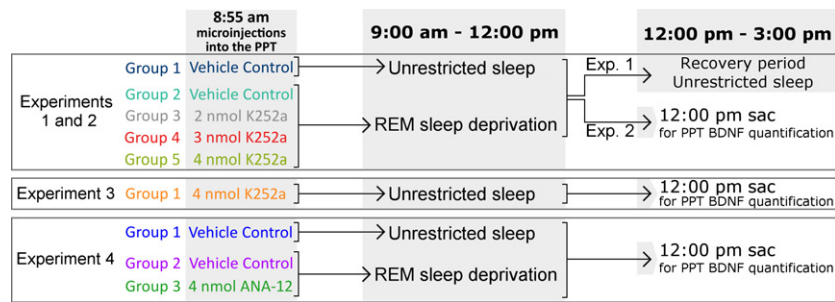 8:55 am
microinjections
into the PPT
9:00 am - 12:00 pm
12:00 pm - 3:00 pm
Experiments
1 and 2
Group 1 Vehicle Control
Unrestricted sleep
Exp. 1
Recovery period
Unrestricted sleep
Group 2 Vehicle Control
Group 3 2 nmol K252a
Group 4 3 nmol K252a
Group 5 4 nmol K252a
REM sleep deprivation
Exp. 2
12:00 pm sac
for PPT BDNF quantification
Experiment 3
Group 1 4 nmol K252a
Unrestricted sleep
12:00 pm sac
for PPT BDNF quantification
Experiment 4
Group 1 Vehicle Control
Unrestricted sleep
Group 2 Vehicle Control
Group 3 4 nmol ANA-12
REM sleep deprivation
12:00 pm sac
for PPT BDNF quantification